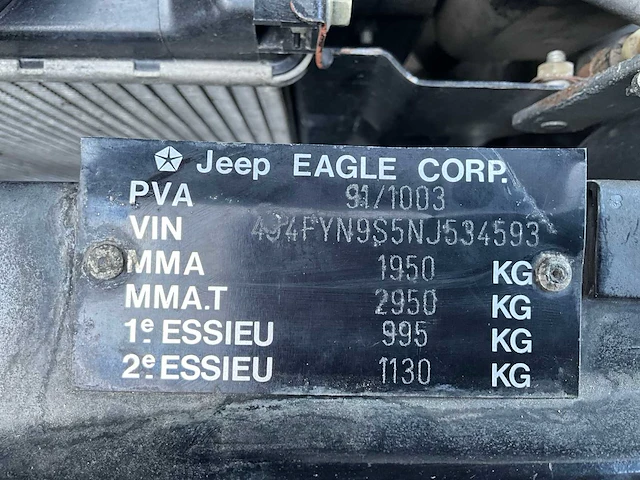 Jeep EAGLE CORP.
PVA 91/1003
VIN 4J4FYN9S5NJ534593
MMA 1950 KG
MMA.T 2950 KG
1e ESSIEU 995 KG
2e ESSIEU 1130 KG